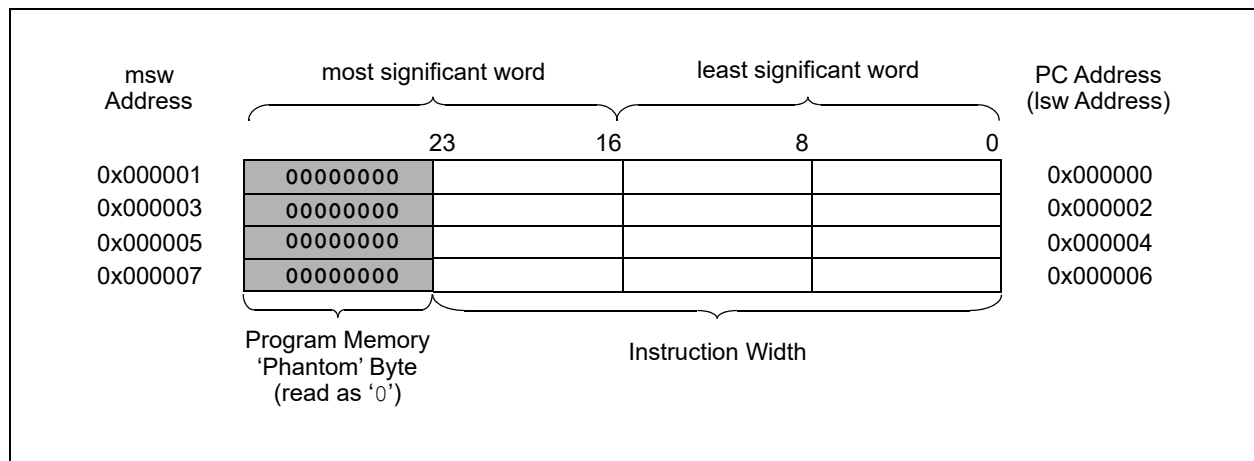 msw
Address
most significant word
least significant word
PC Address
(lsw Address)
23
16
8
0
0x000001
00000000
0x000000
0x000003
00000000
0x000002
0x000005
00000000
0x000004
0x000007
00000000
0x000006
Program Memory
‘Phantom’ Byte
(read as ‘0’)
Instruction Width